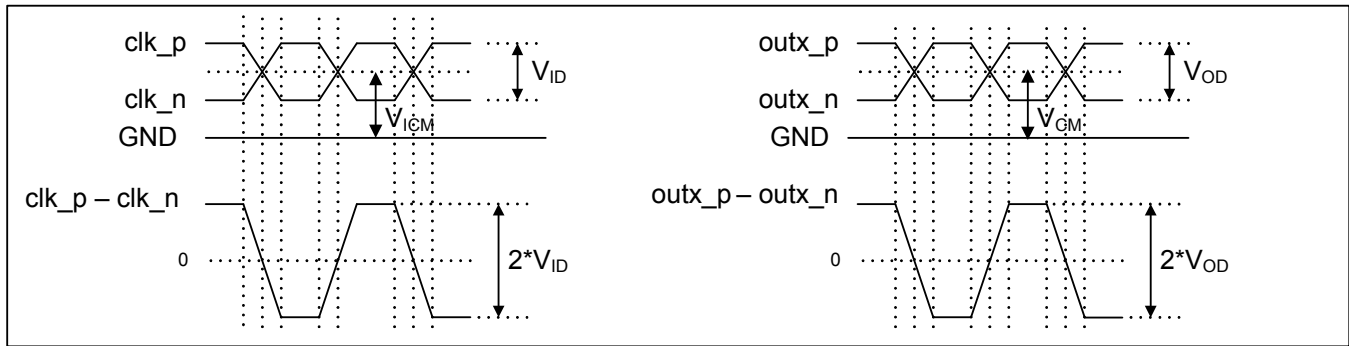 clk_p
V_ID
clk_n
V_ICM
GND
clk_p – clk_n
0
2*V_ID
outx_p
V_OD
outx_n
V_CM
GND
outx_p – outx_n
0
2*V_OD